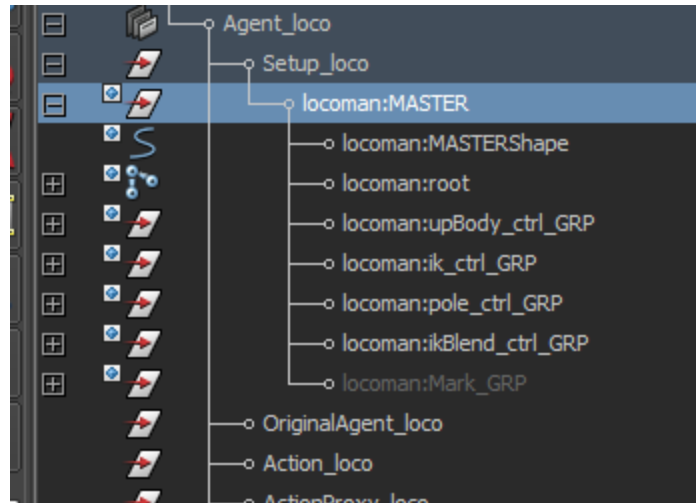 Agent_loco
Setup_loco
locoman:MASTER
locoman:MASTERShape
locoman:root
locoman:upBody_ctrl_GRP
locoman:ik_ctrl_GRP
locoman:pole_ctrl_GRP
locoman:ikBlend_ctrl_GRP
locoman:Mark_GRP
OriginalAgent_loco
Action_loco
ActionProxy_loco